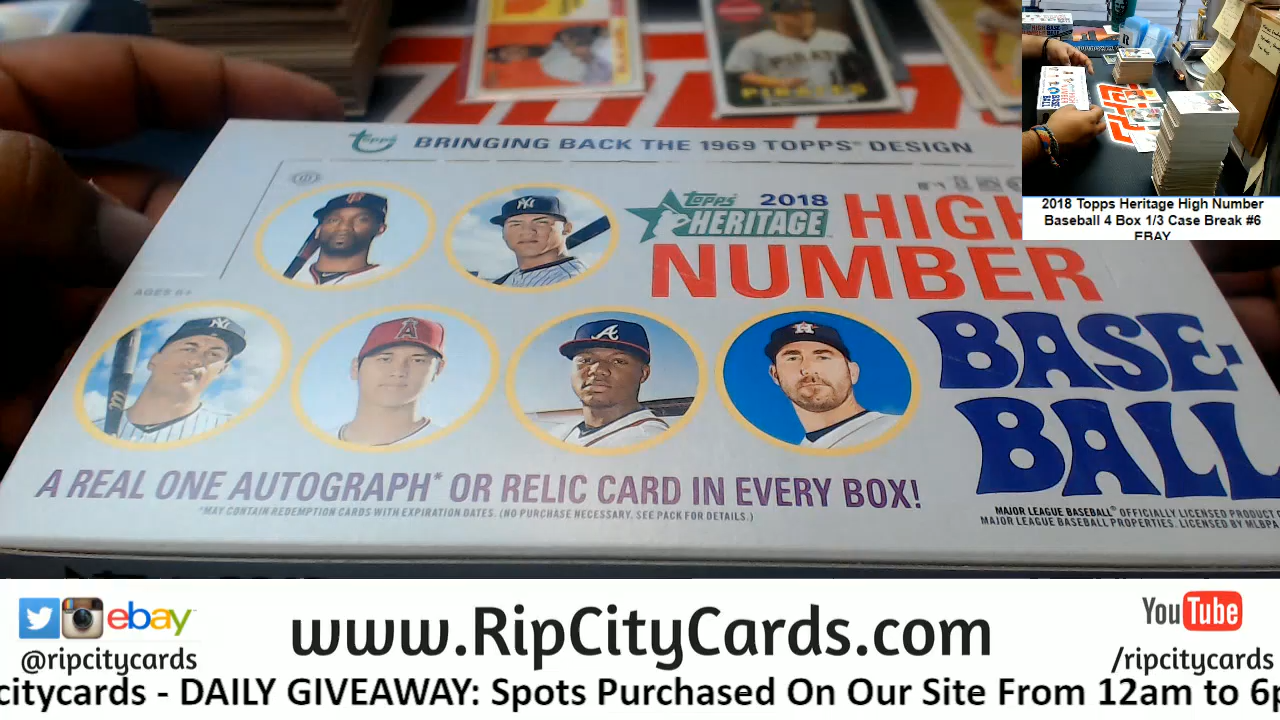 PIRATES
topps BRINGING BACK THE 1969 TOPPS® DESIGN
Topps 2018
HERITAGE HIGH
NUMBER
AGES 6+
BASE-
BALL
A REAL ONE AUTOGRAPH* OR RELIC CARD IN EVERY BOX!
*MAY CONTAIN REDEMPTION CARDS WITH EXPIRATION DATES. (NO PURCHASE NECESSARY. SEE PACK FOR DETAILS.)
MAJOR LEAGUE BASEBALL® OFFICIALLY LICENSED PRODUCT
MAJOR LEAGUE BASEBALL PROPERTIES. LICENSED BY MLBPA
2018 Topps Heritage High Number
Baseball 4 Box 1/3 Case Break #6
EBAY
ebay
@ripcitycards
www.RipCityCards.com
YouTube
/ripcitycards
citycards - DAILY GIVEAWAY: Spots Purchased On Our Site From 12am to 6p